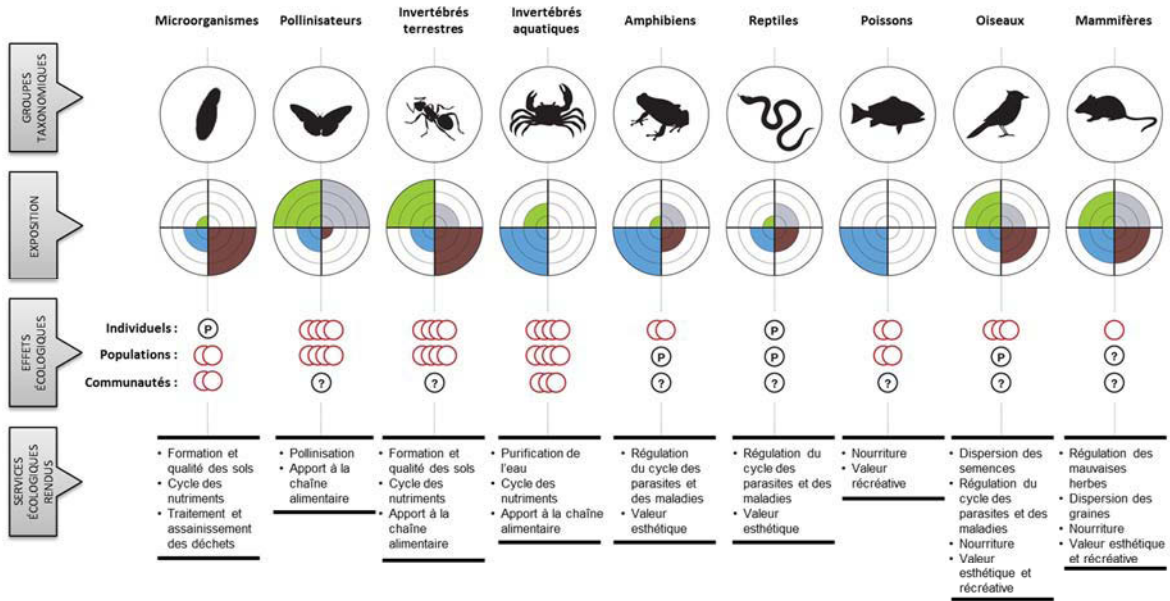 Microorganismes
Pollinisateurs
Invertébrés
terrestres
Invertébrés
aquatiques
Amphibiens
Reptiles
Poissons
Oiseaux
Mammifères
GROUPES
TAXONOMIQUES
EXPOSITION
EFFETS
ÉCOLOGIQUES
Individuels :
P
P
Populations :
P
P
P
?
Communautés :
?
?
?
?
?
?
?
SERVICES
ÉCOLOGIQUES
RENDUS
• Formation et
qualité des sols
• Cycle des
nutriments
• Traitement et
assainissement
des déchets
• Pollinisation
• Apport à la
chaîne
alimentaire
• Formation et
qualité des sols
• Cycle des
nutriments
• Apport à la
chaîne
alimentaire
• Purification de
l'eau
• Cycle des
nutriments
• Apport à la chaîne
alimentaire
• Régulation
du cycle des
parasites et
des maladies
• Valeur
esthétique
• Régulation du
cycle des
parasites et des
maladies
• Valeur
esthétique
• Nourriture
• Valeur
récréative
• Dispersion des
semences
• Régulation du
cycle des
parasites et des
maladies
• Nourriture
• Valeur
esthétique et
récréative
• Régulation des
mauvaises
herbes
• Dispersion des
graines
• Nourriture
• Valeur esthétique
et récréative